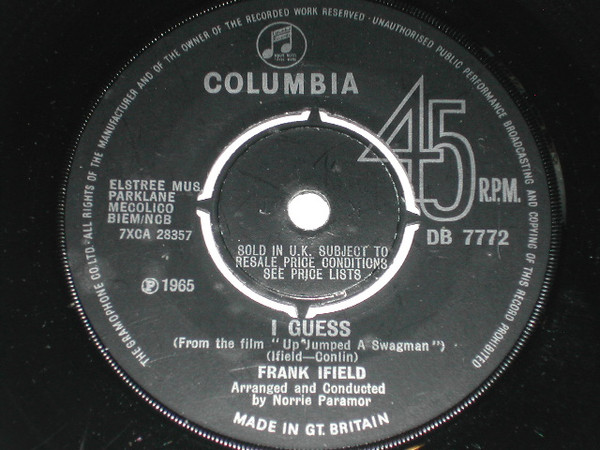 THE GRAMOPHONE CO.LTD.·ALL RIGHTS OF THE MANUFACTURER AND OF THE OWNER OF THE RECORDED WORK RESERVED·UNAUTHORISED PUBLIC PERFORMANCE BROADCASTING AND COPYING OF THIS RECORD PROHIBITED
COLUMBIA
45
R.P.M.
ELSTREE MUS
PARKLANE
MECOLICO
BIEM/NCB
7XCA 28357
DB 7772
SOLD IN U.K. SUBJECT TO
RESALE PRICE CONDITIONS,
SEE PRICE LISTS
Ⓟ 1965
I GUESS
(From the film "Up Jumped A Swagman")
(Ifield—Conlin)
FRANK IFIELD
Arranged and Conducted
by Norrie Paramor
MADE IN GT. BRITAIN